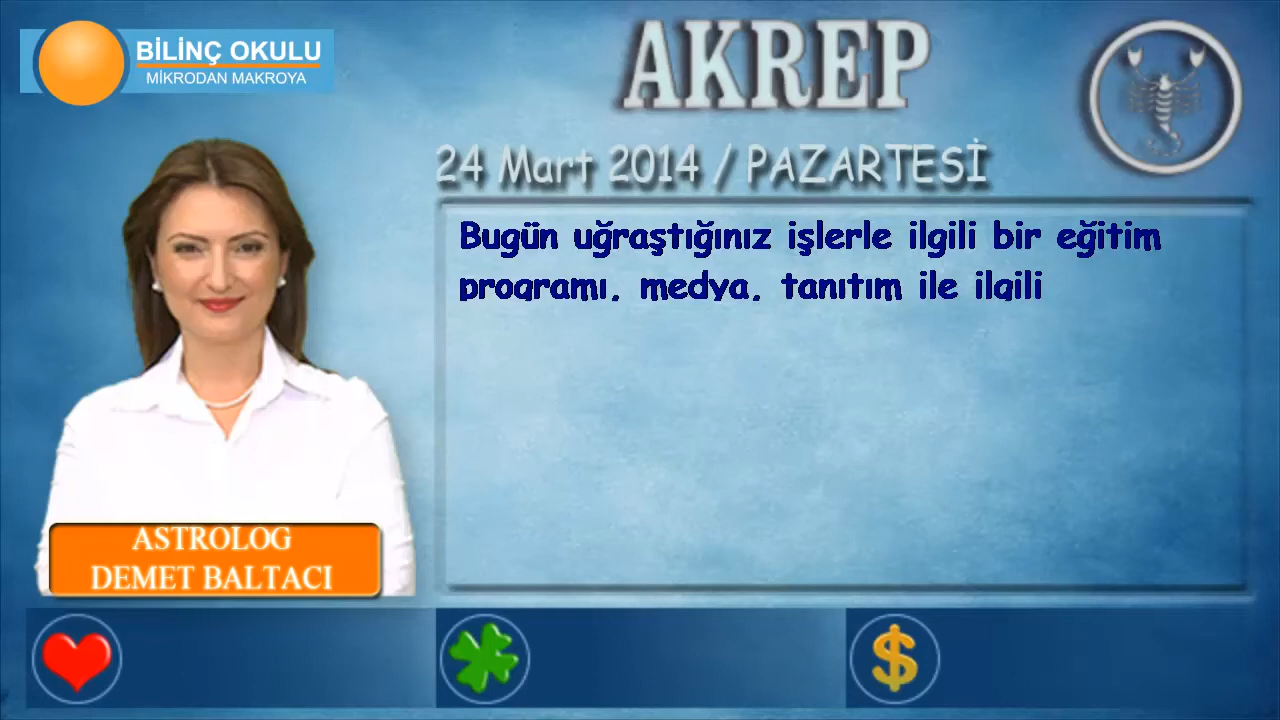 BİLİNÇ OKULU
MİKRODAN MAKROYA
AKREP
24 Mart 2014 / PAZARTESİ
Bugün uğraştığınız işlerle ilgili bir eğitim
programı, medya, tanıtım ile ilgili
ASTROLOG
DEMET BALTACI